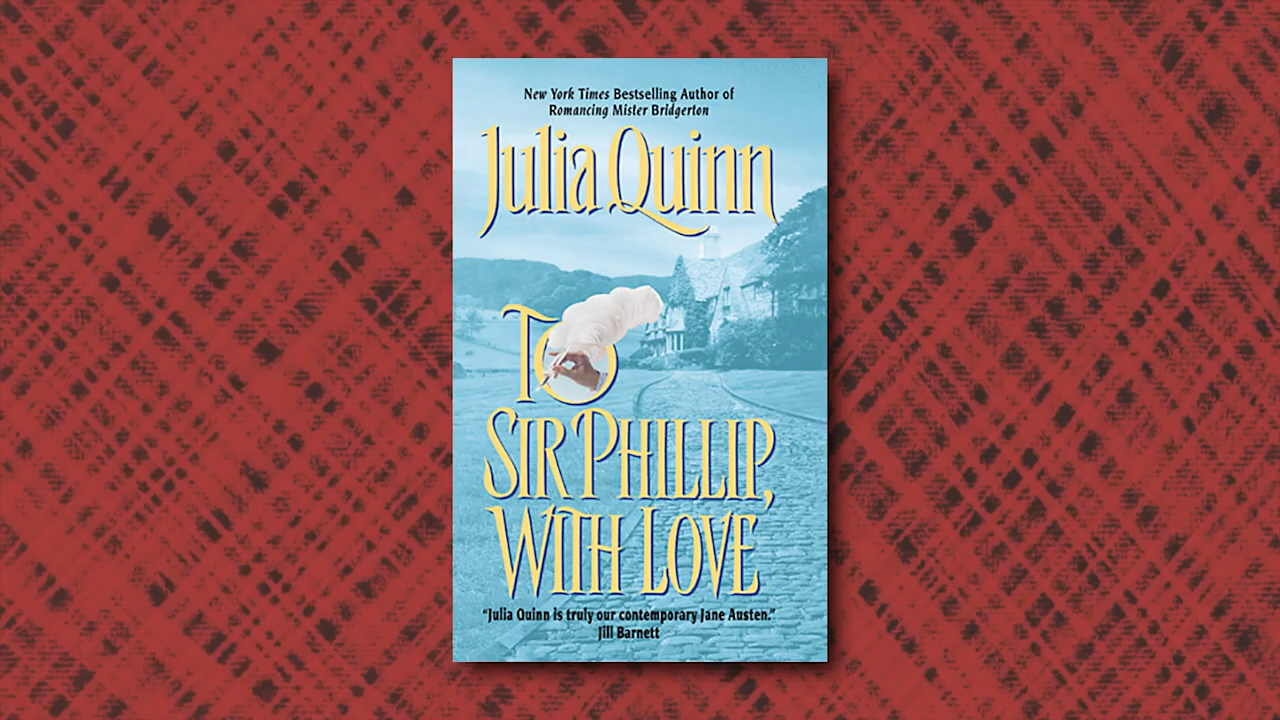 New York Times Bestselling Author of
Romancing Mister Bridgerton
Julia Quinn
To
Sir Phillip,
With Love
“Julia Quinn is truly our contemporary Jane Austen.”
Jill Barnett